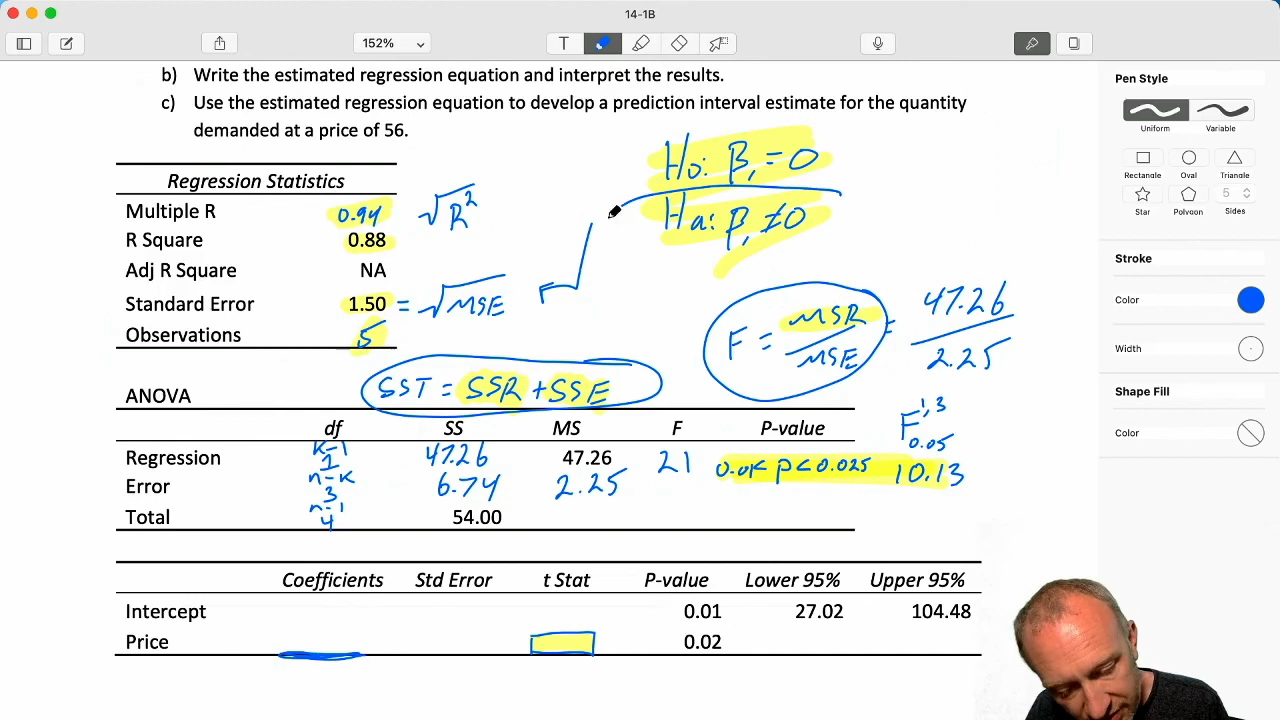 14-1B
152%
T
b) Write the estimated regression equation and interpret the results.
c) Use the estimated regression equation to develop a prediction interval estimate for the quantity
demanded at a price of 56.
Pen Style
Uniform Variable
Rectangle Oval Triangle
5
Star Polygon Sides
Stroke
Color
Width
Shape Fill
Color
H0: β1 = 0
Ha: β1 ≠ 0
Regression Statistics
Multiple R 0.94 √R²
R Square 0.88
Adj R Square NA
Standard Error 1.50 = √MSE
Observations 5
F = MSR/MSE = 47.26/2.25
SST = SSR + SSE
ANOVA
F 1,3 0.05
df SS MS F P-value
k-1
Regression 1 47.26 47.26 21 0.01< p < 0.025 10.13
n-k
Error 3 6.74 2.25
n-1
Total 4 54.00
Coefficients Std Error t Stat P-value Lower 95% Upper 95%
Intercept 0.01 27.02 104.48
Price 0.02